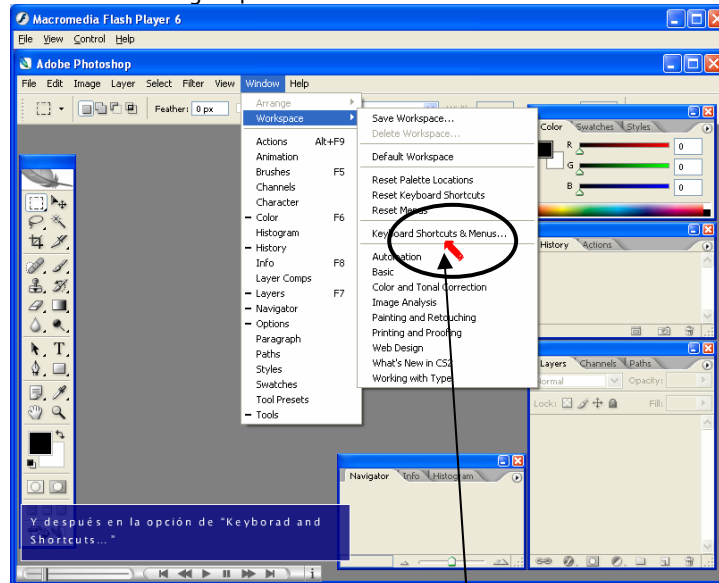 Macromedia Flash Player 6
File View Control Help
Adobe Photoshop
File Edit Image Layer Select Filter View Window Help
Feather: 0 px
Arrange
Workspace
Actions Alt+F9
Animation
Brushes F5
Channels
Character
Color F6
Histogram
History
Info F8
Layer Comps
Layers F7
Navigator
Options
Paragraph
Paths
Styles
Swatches
Tool Presets
Tools
Save Workspace...
Delete Workspace...
Default Workspace
Reset Palette Locations
Reset Keyboard Shortcuts
Reset Menus
Keyboard Shortcuts & Menus...
Automation
Basic
Color and Tonal Correction
Image Analysis
Painting and Retouching
Printing and Proofing
Web Design
What's New in CS2
Working with Type
Color Swatches Styles
R 0
G 0
B 0
History Actions
Layers Channels Paths
Normal Opacity:
Lock: Fill:
Navigator Info Histogram
Y después en la opción de "Keyborad and
Shortcuts..."